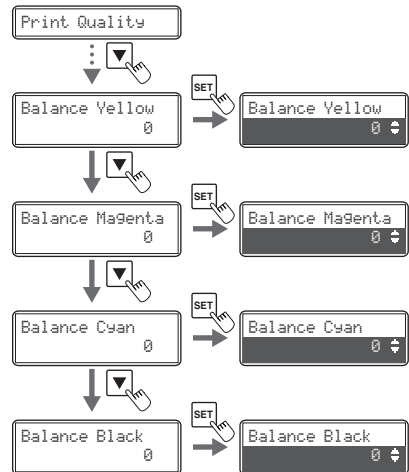 Print Quality
SET
Balance Yellow
0
Balance Yellow
0
SET
Balance Magenta
0
Balance Magenta
0
SET
Balance Cyan
0
Balance Cyan
0
SET
Balance Black
0
Balance Black
0